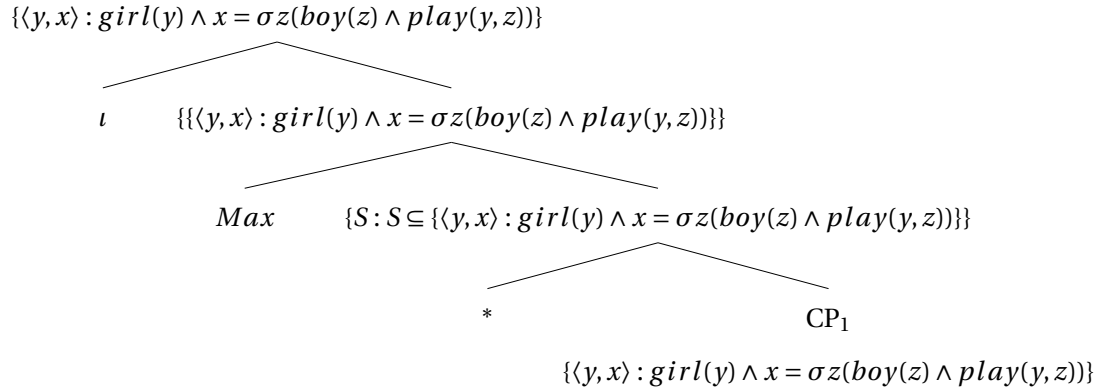 {⟨y,x⟩ : girl(y) ∧ x = σz(boy(z) ∧ play(y,z))}
ι {{⟨y,x⟩ : girl(y) ∧ x = σz(boy(z) ∧ play(y,z))}}
Max {S : S ⊆ {⟨y,x⟩ : girl(y) ∧ x = σz(boy(z) ∧ play(y,z))}}
* CP₁
{⟨y,x⟩ : girl(y) ∧ x = σz(boy(z) ∧ play(y,z))}